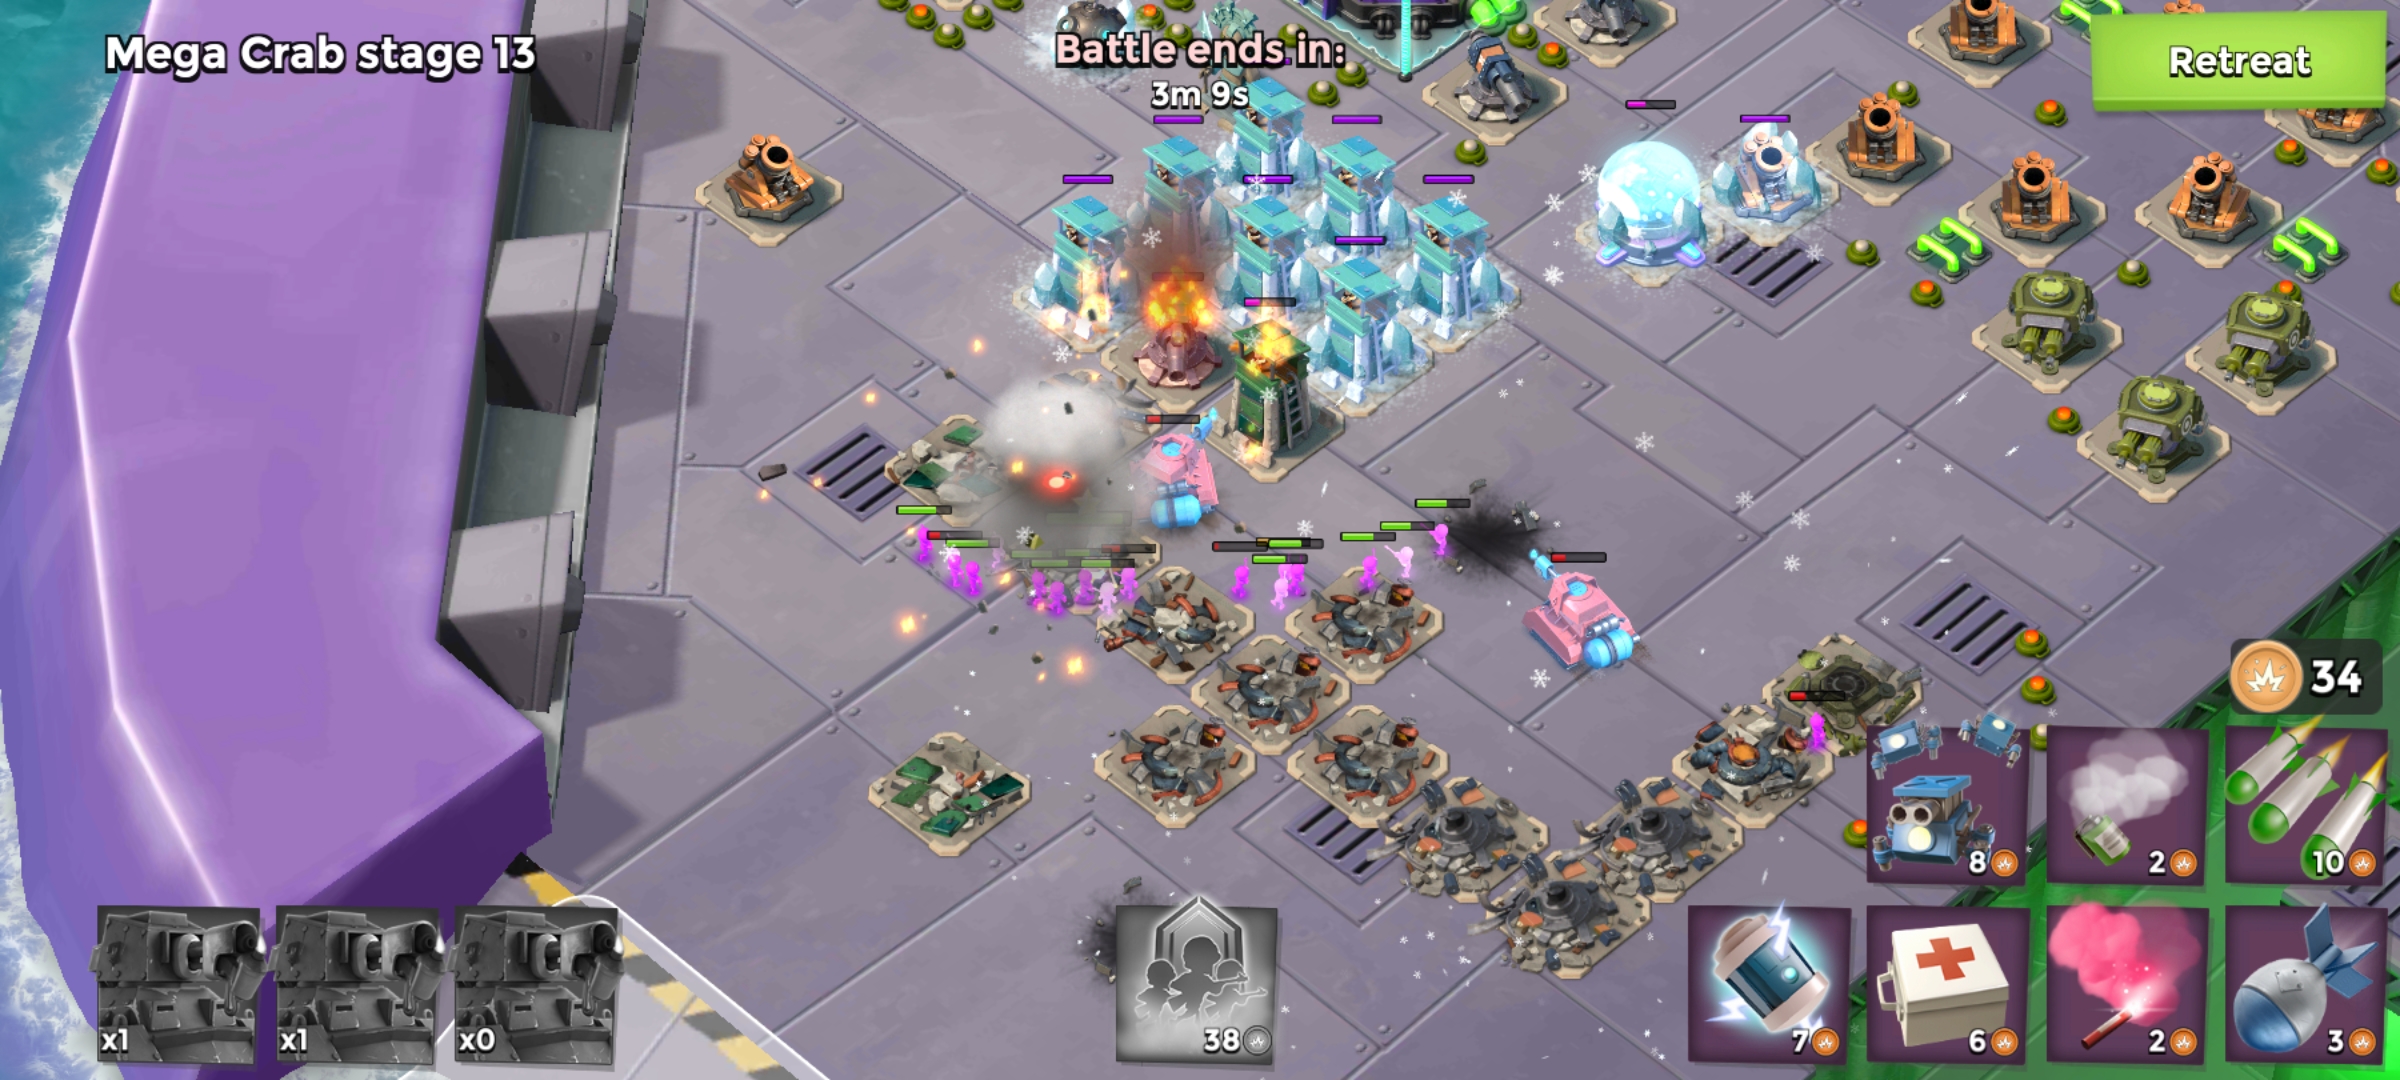 Mega Crab stage 13
Battle ends in:
3m 9s
Retreat
34
8
2
10
x1
x1
x0
38
7
6
2
3